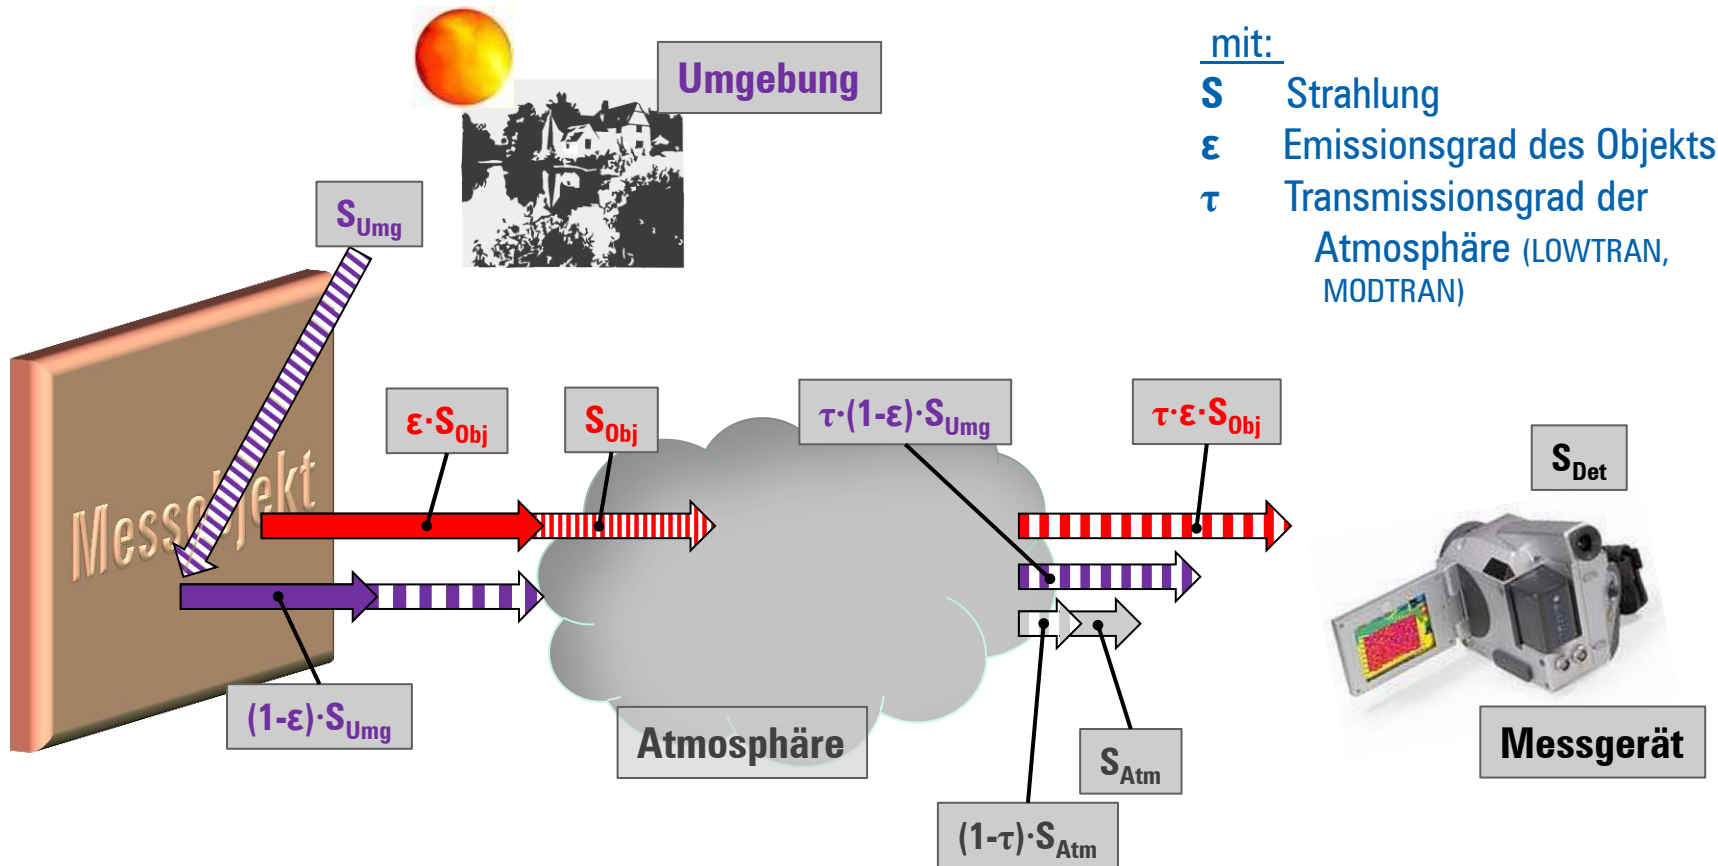 Umgebung
mit:
S Strahlung
ε Emissionsgrad des Objekts
τ Transmissionsgrad der
Atmosphäre (LOWTRAN,
MODTRAN)
S_Umg
ε·S_Obj
S_Obj
τ·(1-ε)·S_Umg
τ·ε·S_Obj
S_Det
Messobjekt
(1-ε)·S_Umg
Atmosphäre
S_Atm
Messgerät
(1-τ)·S_Atm